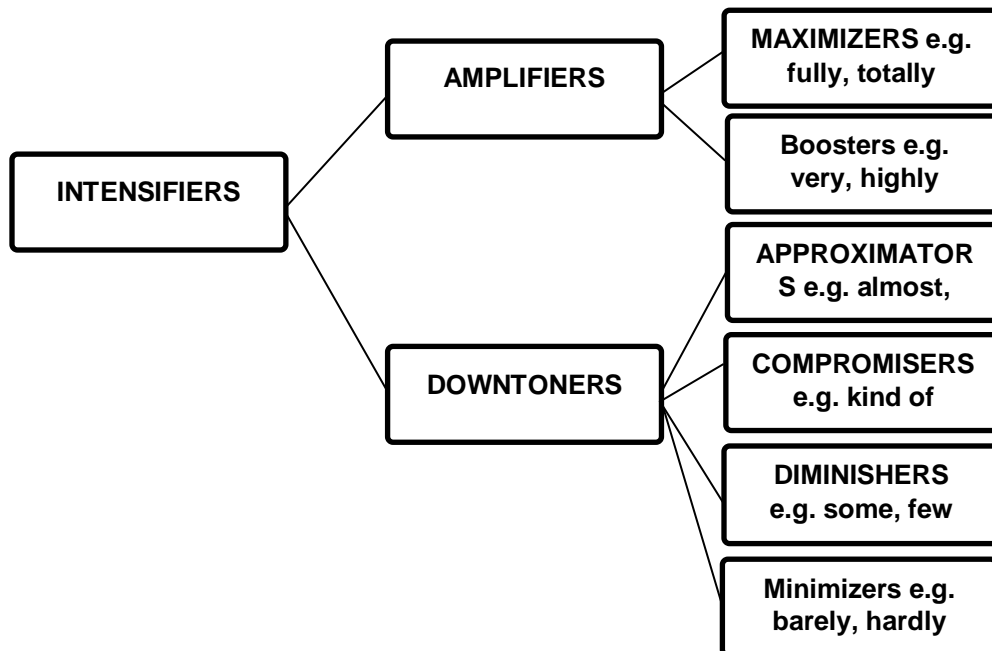 INTENSIFIERS
AMPLIFIERS
MAXIMIZERS e.g.
fully, totally
Boosters e.g.
very, highly
DOWNTONERS
APPROXIMATOR
S e.g. almost,
COMPROMISERS
e.g. kind of
DIMINISHERS
e.g. some, few
Minimizers e.g.
barely, hardly